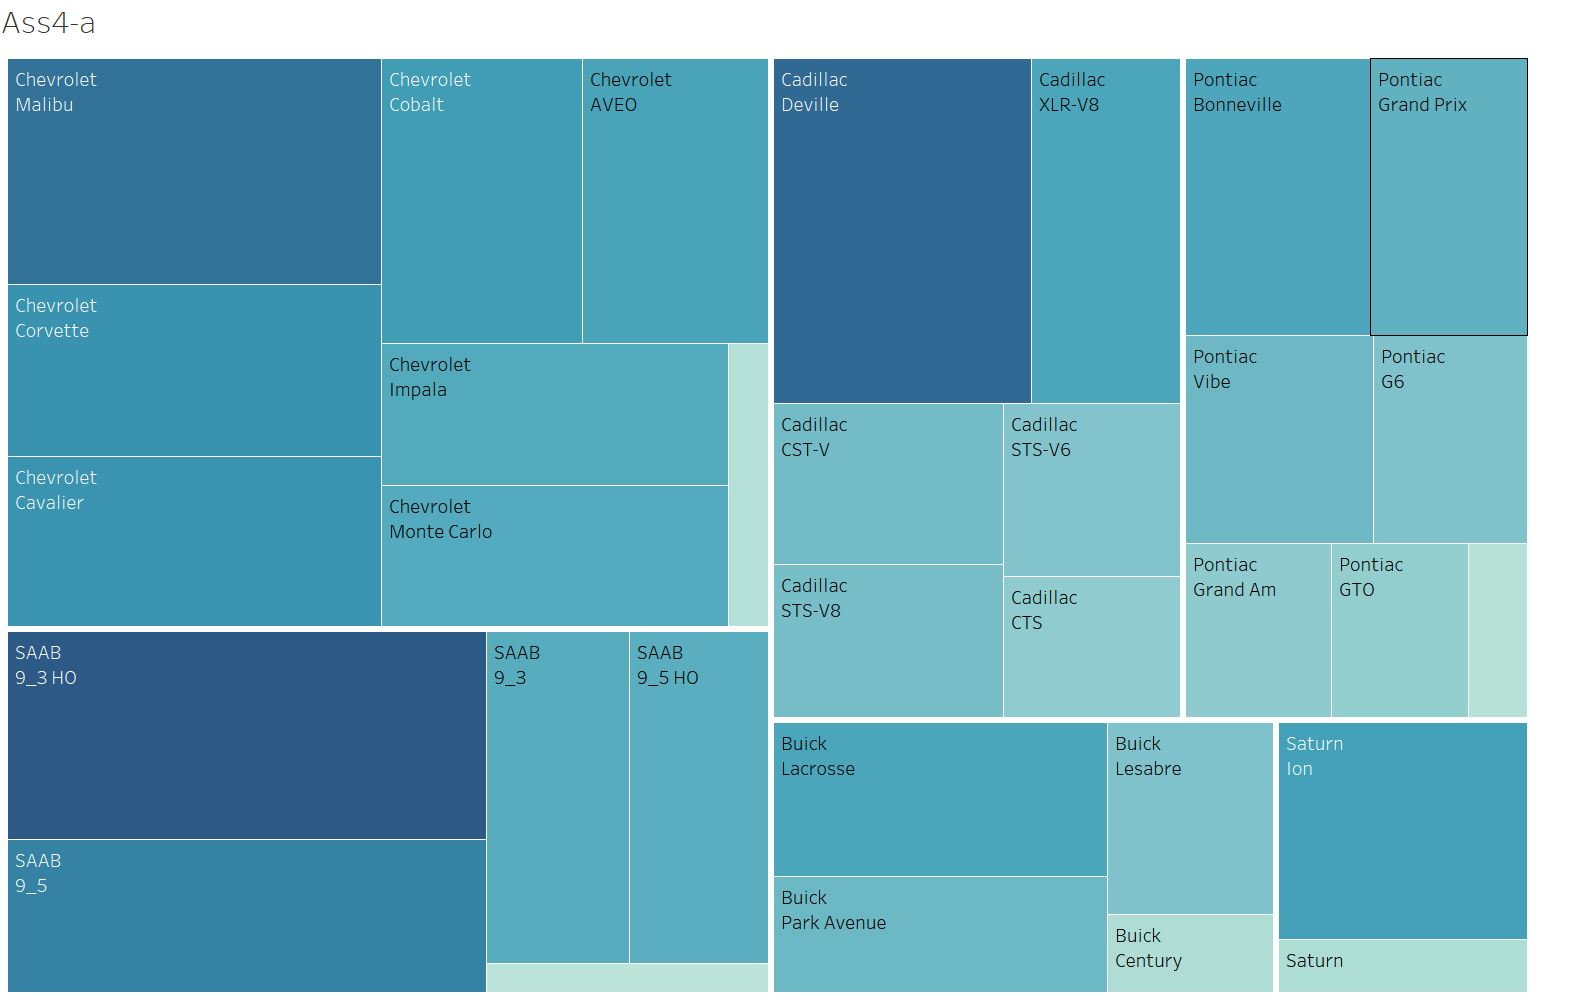 Ass4-a
Chevrolet
Malibu
Chevrolet
Cobalt
Chevrolet
AVEO
Chevrolet
Corvette
Chevrolet
Cavalier
Chevrolet
Impala
Chevrolet
Monte Carlo
SAAB
9_3 HO
SAAB
9_5
SAAB
9_3
SAAB
9_5 HO
Cadillac
Deville
Cadillac
XLR-V8
Cadillac
CST-V
Cadillac
STS-V8
Cadillac
STS-V6
Cadillac
CTS
Pontiac
Bonneville
Pontiac
Grand Prix
Pontiac
Vibe
Pontiac
G6
Pontiac
Grand Am
Pontiac
GTO
Buick
Lacrosse
Buick
Park Avenue
Buick
Lesabre
Buick
Century
Saturn
Ion
Saturn